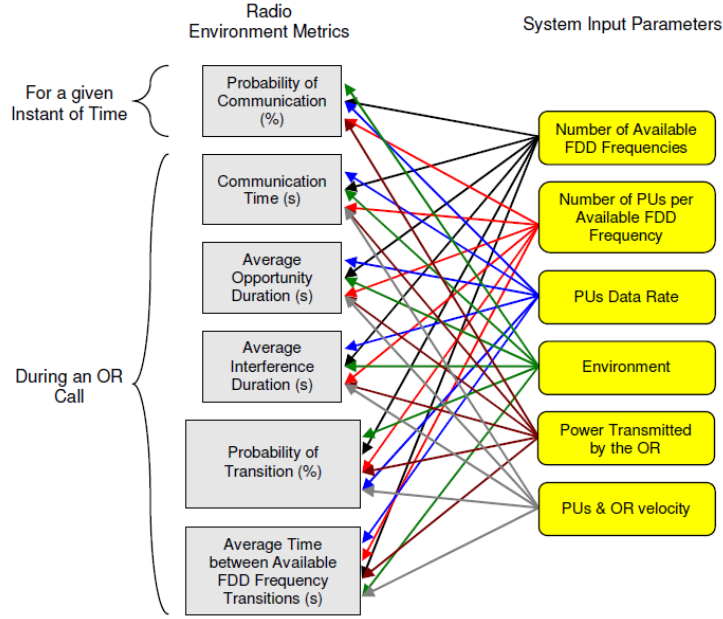 Radio
Environment Metrics
System Input Parameters
For a given
Instant of Time
Probability of
Communication
(%)
Number of Available
FDD Frequencies
Communication
Time (s)
Number of PUs per
Available FDD
Frequency
Average
Opportunity
Duration (s)
PUs Data Rate
During an OR
Call
Average
Interference
Duration (s)
Environment
Probability of
Transition (%)
Power Transmitted
by the OR
PUs & OR velocity
Average Time
between Available
FDD Frequency
Transitions (s)